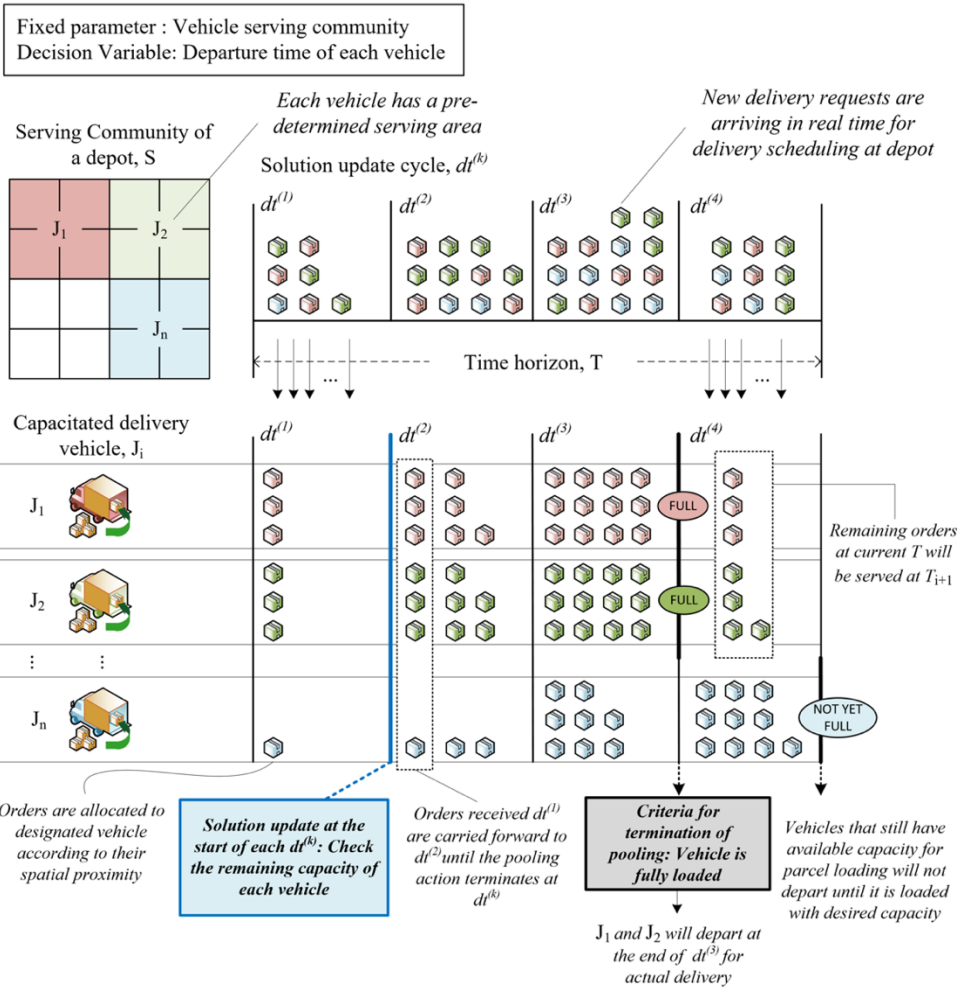 Fixed parameter : Vehicle serving community
Decision Variable: Departure time of each vehicle
Each vehicle has a pre-
determined serving area
New delivery requests are
arriving in real time for
delivery scheduling at depot
Serving Community of
a depot, S
J1
J2
Jn
Solution update cycle, dt(k)
dt(1)
dt(2)
dt(3)
dt(4)
Time horizon, T
...
...
Capacitated delivery
vehicle, Ji
dt(1)
dt(2)
dt(3)
dt(4)
J1
FULL
J2
FULL
Remaining orders
at current T will
be served at Ti+1
⋮
⋮
Jn
NOT YET
FULL
Orders are allocated to
designated vehicle
according to their
spatial proximity
Solution update at the
start of each dt(k): Check
the remaining capacity of
each vehicle
Orders received dt(1)
are carried forward to
dt(2) until the pooling
action terminates at
dt(k)
Criteria for
termination of
pooling: Vehicle is
fully loaded
Vehicles that still have
available capacity for
parcel loading will not
depart until it is loaded
with desired capacity
J1 and J2 will depart at
the end of dt(3) for
actual delivery